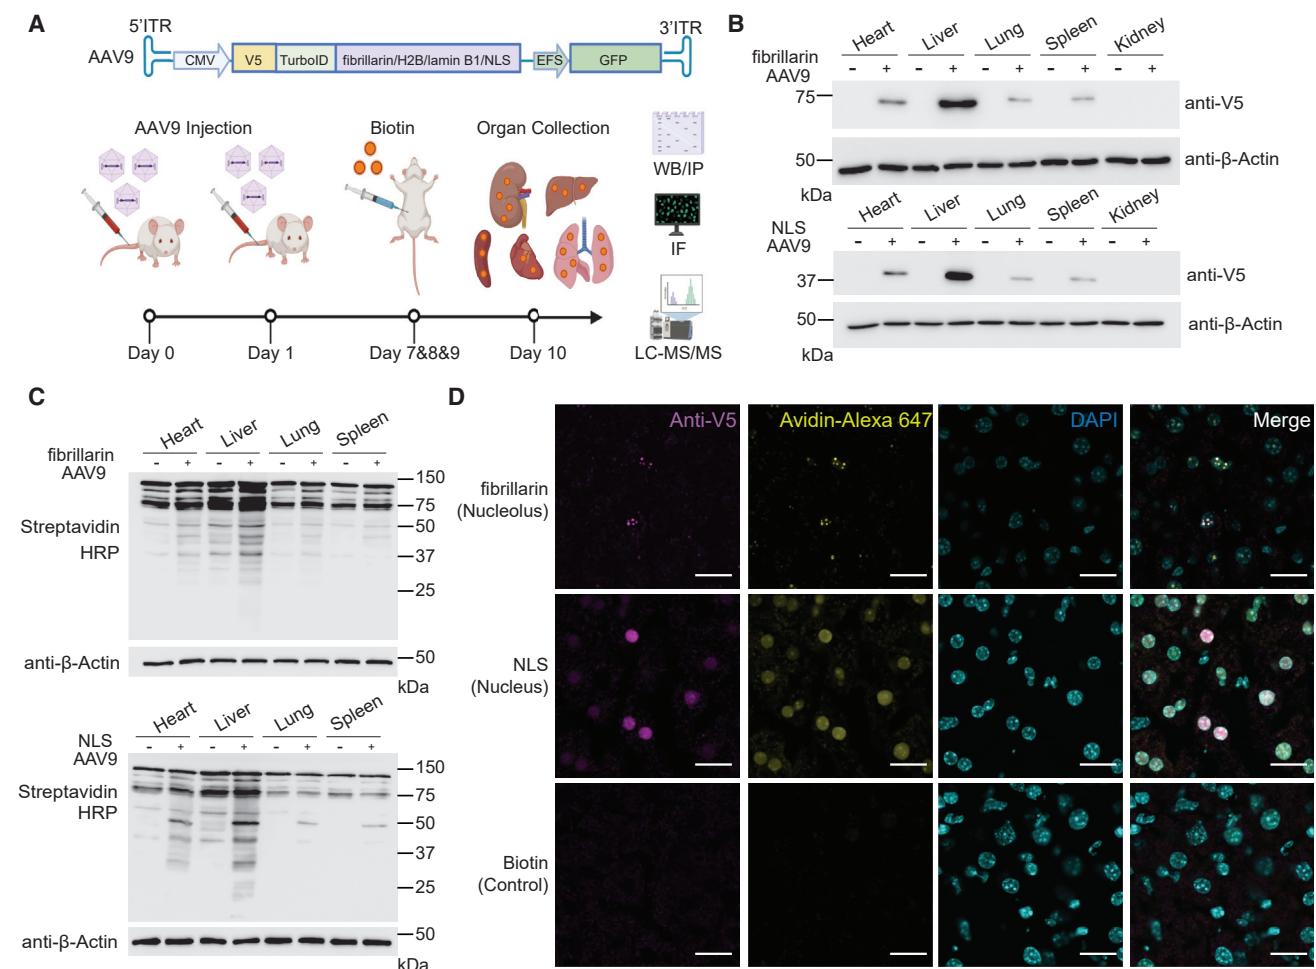 A
5'ITR
3'ITR
AAV9
CMV
V5
TurboID
fibrillarin/H2B/lamin B1/NLS
EFS
GFP
AAV9 Injection
Biotin
Organ Collection
WB/IP
IF
LC-MS/MS
Day 0
Day 1
Day 7&8&9
Day 10
B
Heart
Liver
Lung
Spleen
Kidney
fibrillarin
AAV9
- + - + - + - + - +
75
anti-V5
50
anti-β-Actin
kDa
Heart
Liver
Lung
Spleen
Kidney
NLS
AAV9
- + - + - + - + - +
37
anti-V5
50
anti-β-Actin
kDa
C
Heart
Liver
Lung
Spleen
fibrillarin
AAV9
- + - + - + - +
150
75
Streptavidin
HRP
50
37
25
anti-β-Actin
50
kDa
Heart
Liver
Lung
Spleen
NLS
AAV9
- + - + - + - +
150
Streptavidin
HRP
75
50
37
25
anti-β-Actin
50
kDa
D
Anti-V5
Avidin-Alexa 647
DAPI
Merge
fibrillarin
(Nucleolus)
NLS
(Nucleus)
Biotin
(Control)